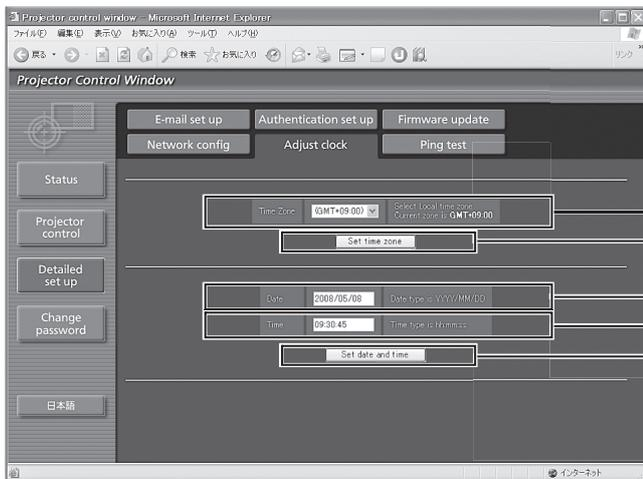 Projector control window - Microsoft Internet Explorer
ファイル(F) 編集(E) 表示(V) お気に入り(A) ツール(T) ヘルプ(H)
戻る 検索 お気に入り リンク
Projector Control Window
E-mail set up Authentication set up Firmware update
Network config Adjust clock Ping test
Status
Projector
control
Detailed
set up
Change
password
日本語
Time Zone (GMT+09:00) Select Local time zone.
Current zone is GMT+09:00
Set time zone
Date 2008/05/08 Date type is YYYY/MM/DD
Time 09:30:45 Time type is hh:mm:ss
Set date and time
インターネット